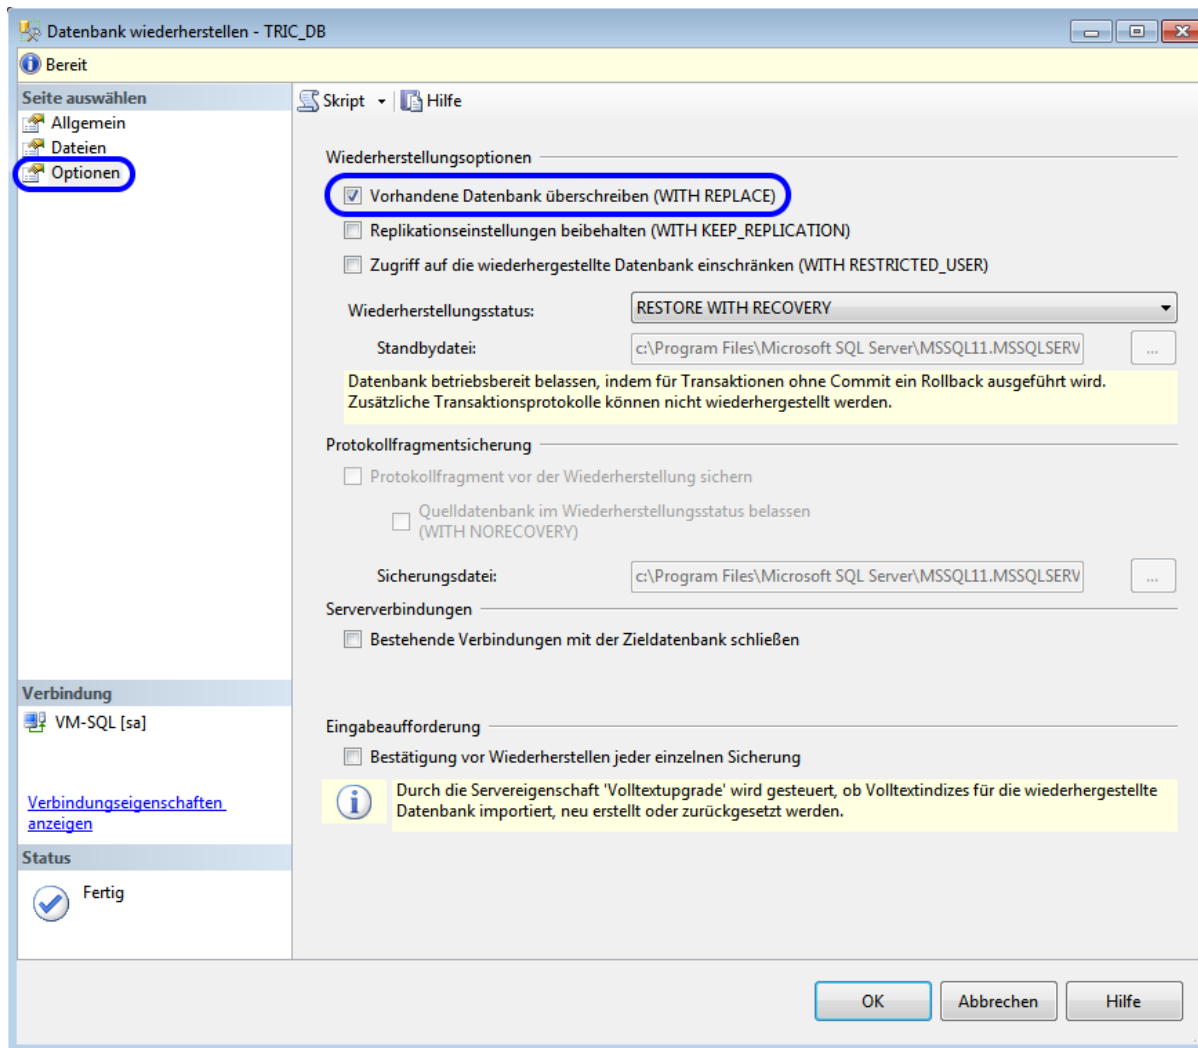 Datenbank wiederherstellen - TRIC_DB
Bereit
Seite auswählen
Allgemein
Dateien
Optionen
Skript
Hilfe
Wiederherstellungsoptionen
Vorhandene Datenbank überschreiben (WITH REPLACE)
Replikationseinstellungen beibehalten (WITH KEEP_REPLICATION)
Zugriff auf die wiederhergestellte Datenbank einschränken (WITH RESTRICTED_USER)
Wiederherstellungsstatus:
RESTORE WITH RECOVERY
Standbydatei:
c:\Program Files\Microsoft SQL Server\MSSQL11.MSSQLSERV
...
Datenbank betriebsbereit belassen, indem für Transaktionen ohne Commit ein Rollback ausgeführt wird.
Zusätzliche Transaktionsprotokolle können nicht wiederhergestellt werden.
Protokollfragmentsicherung
Protokollfragment vor der Wiederherstellung sichern
Quelldatenbank im Wiederherstellungsstatus belassen
(WITH NORECOVERY)
Sicherungsdatei:
c:\Program Files\Microsoft SQL Server\MSSQL11.MSSQLSERV
...
Serververbindungen
Bestehende Verbindungen mit der Zieldatenbank schließen
Eingabeaufforderung
Bestätigung vor Wiederherstellen jeder einzelnen Sicherung
Durch die Servereigenschaft 'Volltextupgrade' wird gesteuert, ob Volltextindizes für die wiederhergestellte
Datenbank importiert, neu erstellt oder zurückgesetzt werden.
Verbindung
VM-SQL [sa]
Verbindungseigenschaften
anzeigen
Status
Fertig
OK
Abbrechen
Hilfe